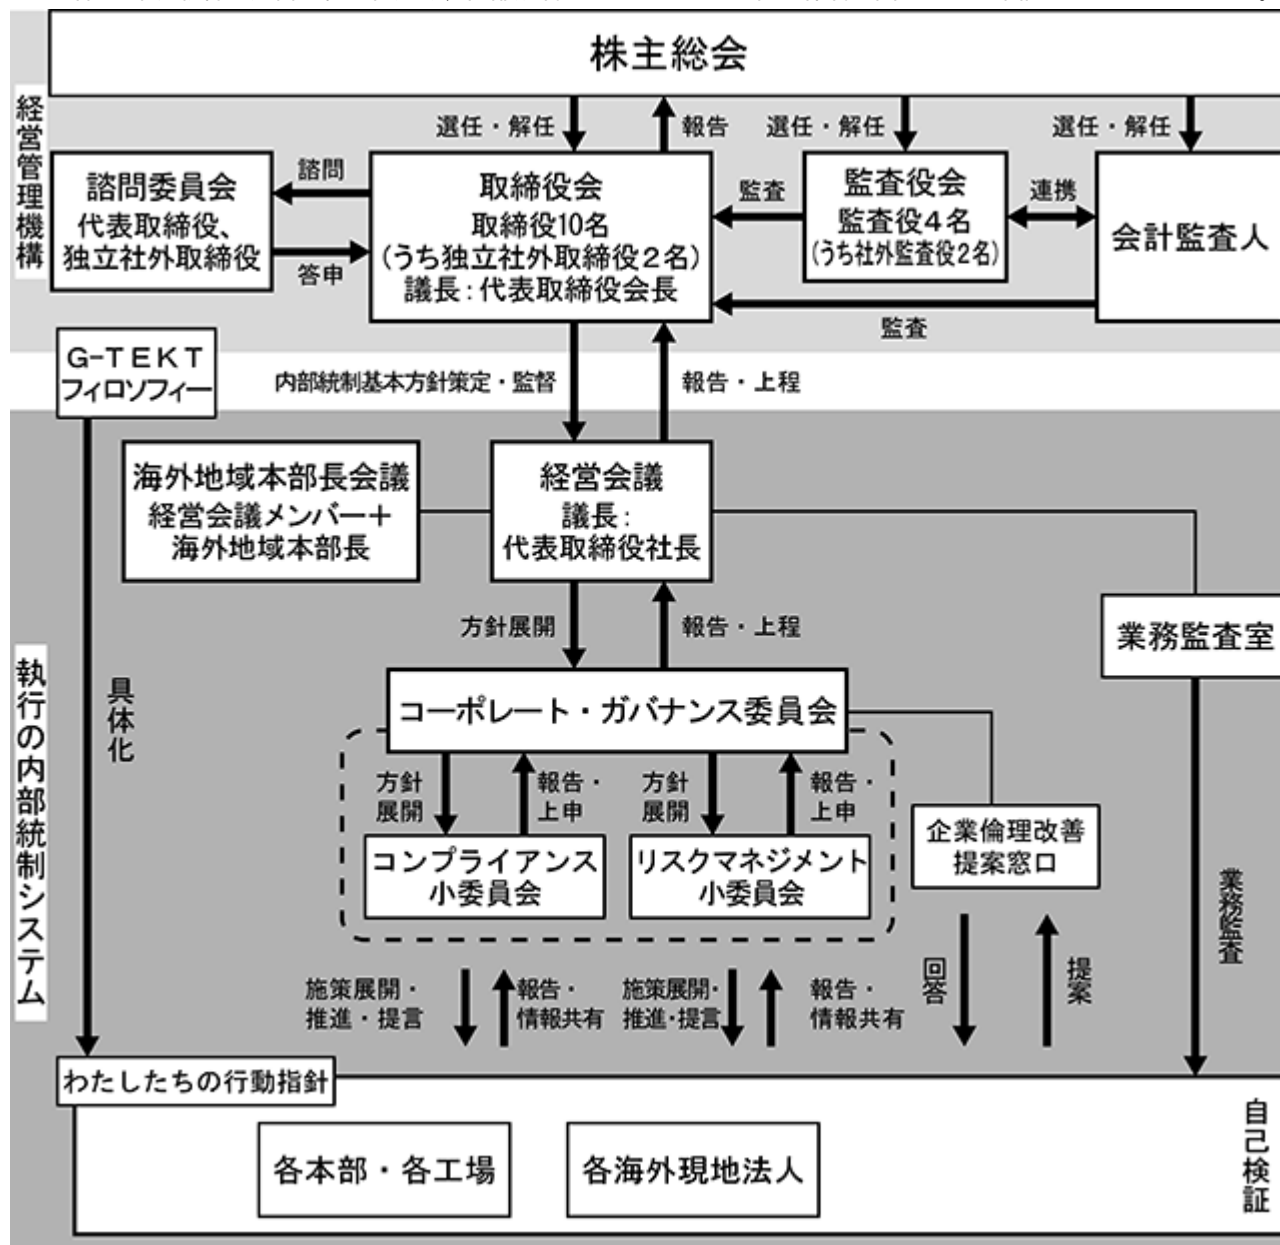 株主総会
経営管理機構
選任・解任
報告
選任・解任
選任・解任
諮問委員会
代表取締役、
独立社外取締役
諮問
答申
取締役会
取締役10名
(うち独立社外取締役２名)
議長：代表取締役会長
監査
監査役会
監査役４名
(うち社外監査役2名)
連携
会計監査人
監査
G-TEKT
フィロソフィー
内部統制基本方針策定・監督
報告・上程
執行の内部統制システム
具体化
海外地域本部長会議
経営会議メンバー＋
海外地域本部長
経営会議
議長：
代表取締役社長
業務監査室
方針展開
報告・上程
コーポレート・ガバナンス委員会
方針
展開
報告・
上申
方針
展開
報告・
上申
コンプライアンス
小委員会
リスクマネジメント
小委員会
企業倫理改善
提案窓口
業務監査
施策展開・
推進・提言
報告・
情報共有
施策展開・
推進・提言
報告・
情報共有
回答
提案
わたしたちの行動指針
各本部・各工場
各海外現地法人
自己検証